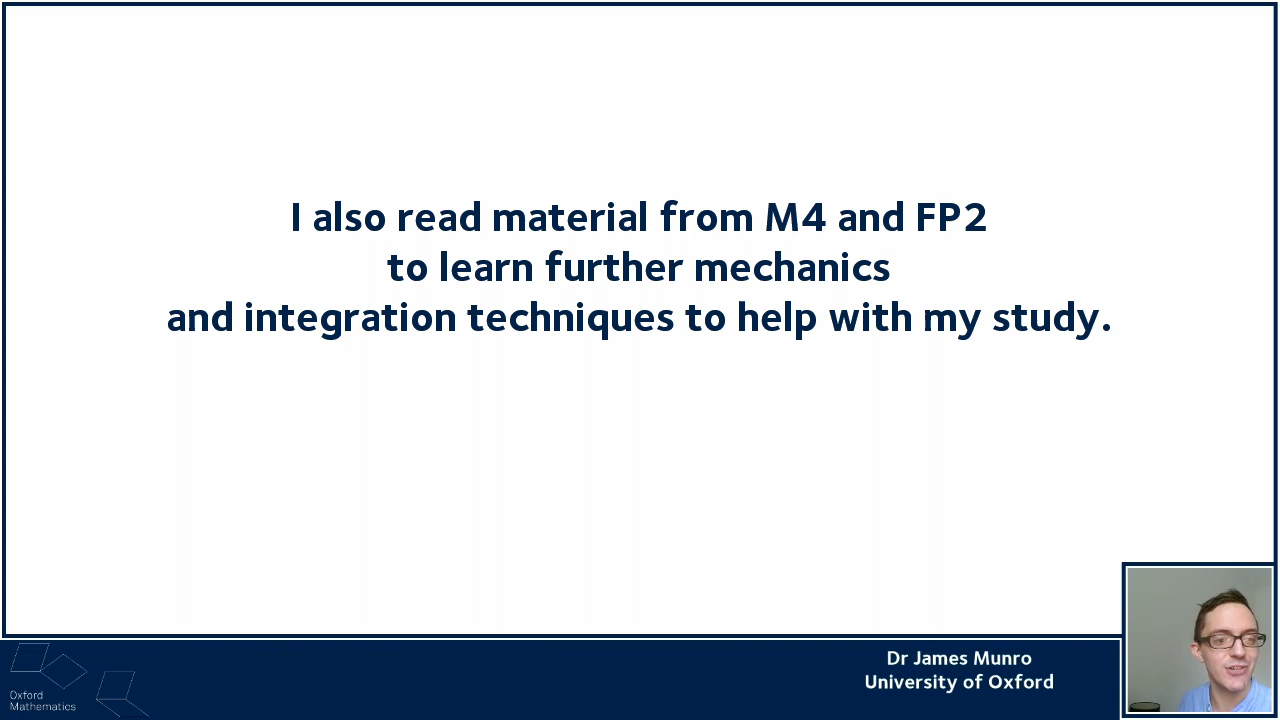 I also read material from M4 and FP2
to learn further mechanics
and integration techniques to help with my study.
Dr James Munro
University of Oxford
Oxford
Mathematics